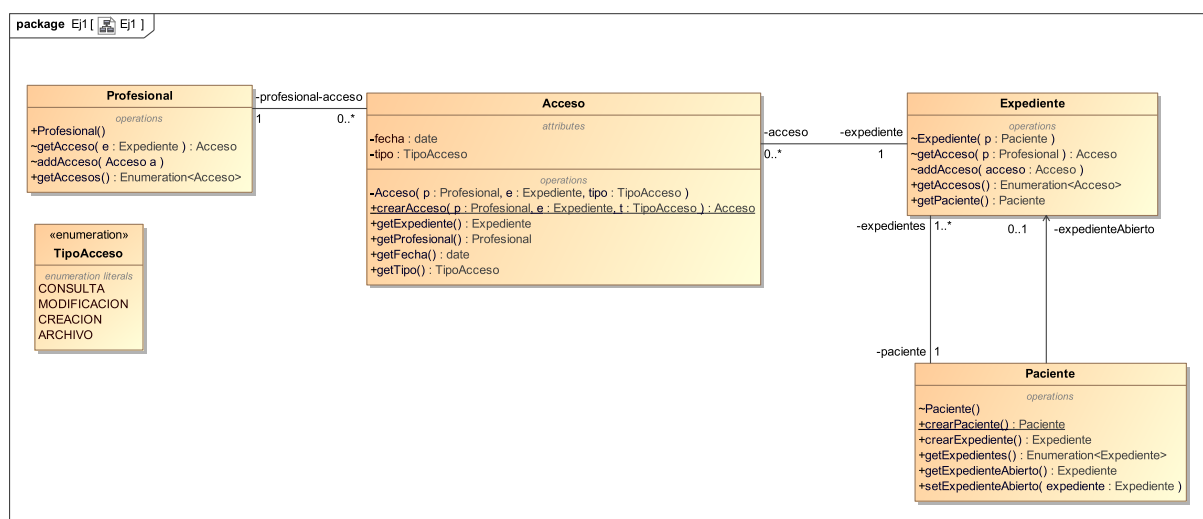 package Ej1 [ Ej1 ]
Profesional
operations
+Profesional()
~getAcceso( e : Expediente ) : Acceso
~addAcceso( Acceso a )
+getAccesos() : Enumeration<Acceso>
-profesional
-acceso
1
0..*
Acceso
attributes
-fecha : date
-tipo : TipoAcceso
operations
-Acceso( p : Profesional, e : Expediente, tipo : TipoAcceso )
+crearAcceso( p : Profesional, e : Expediente, t : TipoAcceso ) : Acceso
+getExpediente() : Expediente
+getProfesional() : Profesional
+getFecha() : date
+getTipo() : TipoAcceso
-acceso
-expediente
0..*
1
Expediente
operations
~Expediente( p : Paciente )
~getAcceso( p : Profesional ) : Acceso
~addAcceso( acceso : Acceso )
+getAccesos() : Enumeration<Acceso>
+getPaciente() : Paciente
-expedientes
1..*
0..1
-expedienteAbierto
«enumeration»
TipoAcceso
enumeration literals
CONSULTA
MODIFICACION
CREACION
ARCHIVO
-paciente
1
Paciente
operations
~Paciente()
+crearPaciente() : Paciente
+crearExpediente() : Expediente
+getExpedientes() : Enumeration<Expediente>
+getExpedienteAbierto() : Expediente
+setExpedienteAbierto( expediente : Expediente )